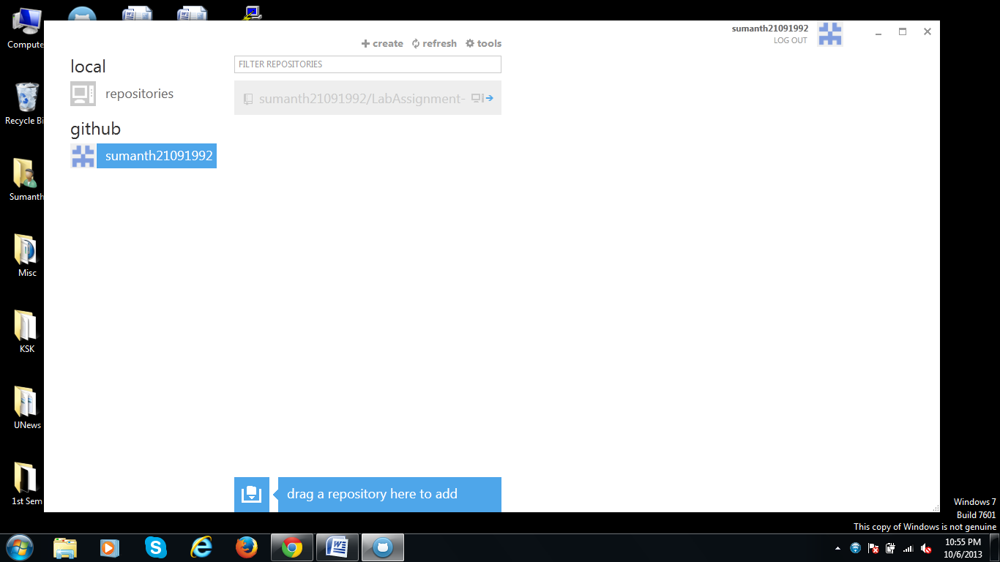 Compute
Recycle Bi
Sumanth
Misc
KSK
UNews
1st Sem
sumanth21091992
LOG OUT
create refresh tools
local
FILTER REPOSITORIES
repositories
sumanth21091992/LabAssignment-
github
sumanth21091992
drag a repository here to add
Windows 7
Build 7601
This copy of Windows is not genuine
10:55 PM
10/6/2013